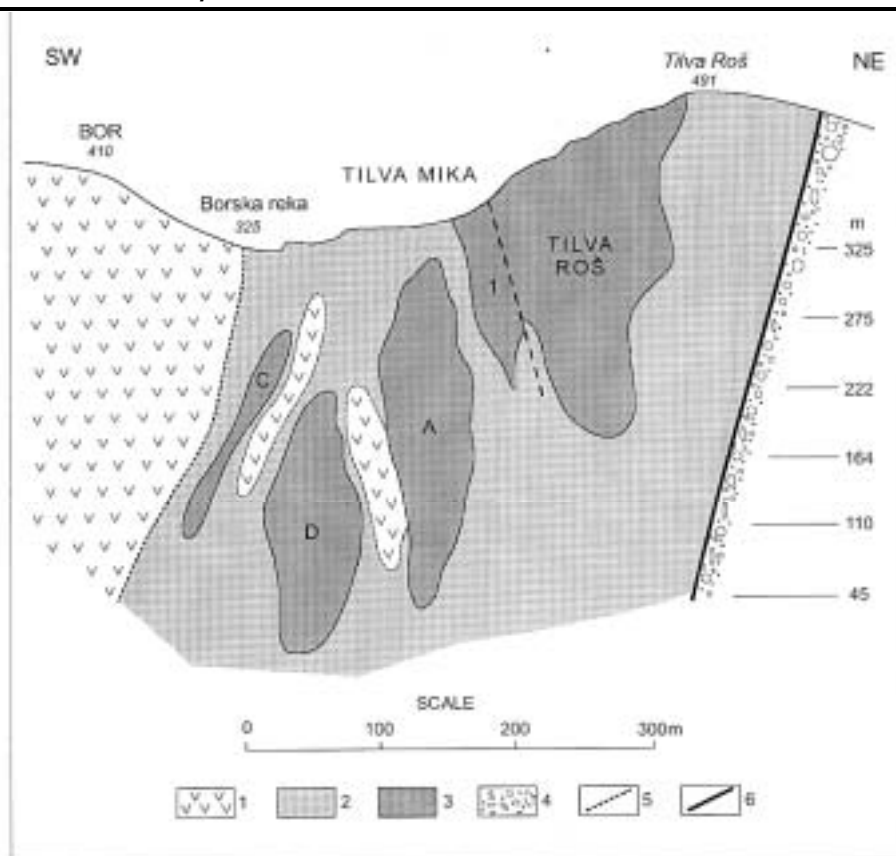 SW
Tilva Roš
491
NE
BOR
410
TILVA MIKA
Borska reka
325
TILVA
ROŠ
m
325
1
275
C
222
A
164
D
110
45
SCALE
0 100 200 300m
1 2 3 4 5 6